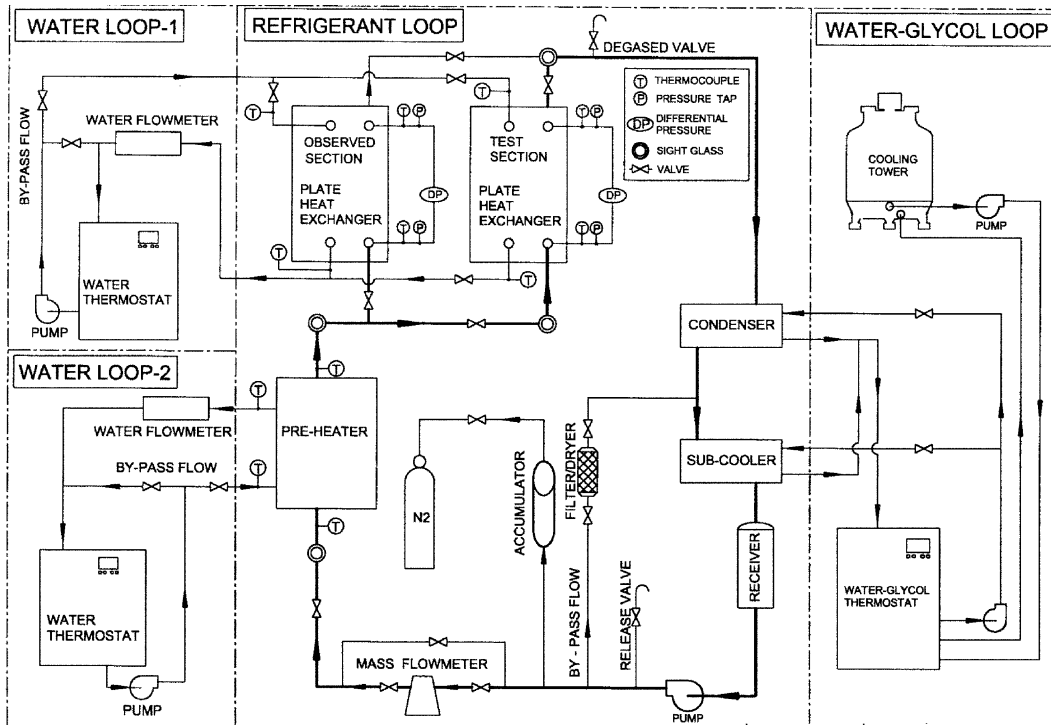 WATER LOOP-1
REFRIGERANT LOOP
WATER-GLYCOL LOOP
DEGASED VALVE
T THERMOCOUPLE
P PRESSURE TAP
DP DIFFERENTIAL
PRESSURE
SIGHT GLASS
VALVE
BY-PASS FLOW
WATER FLOWMETER
WATER
THERMOSTAT
PUMP
T
T
OBSERVED
SECTION
PLATE
HEAT
EXCHANGER
T P
DP
T P
T
T
TEST
SECTION
PLATE
HEAT
EXCHANGER
T P
DP
T P
COOLING
TOWER
PUMP
CONDENSER
SUB-COOLER
RECEIVER
WATER-GLYCOL
THERMOSTAT
WATER LOOP-2
WATER FLOWMETER
T
T
PRE-HEATER
BY-PASS FLOW
T
T
WATER
THERMOSTAT
PUMP
N2
ACCUMULATOR
FILTER/DRYER
BY - PASS FLOW
RELEASE VALVE
MASS FLOWMETER
PUMP